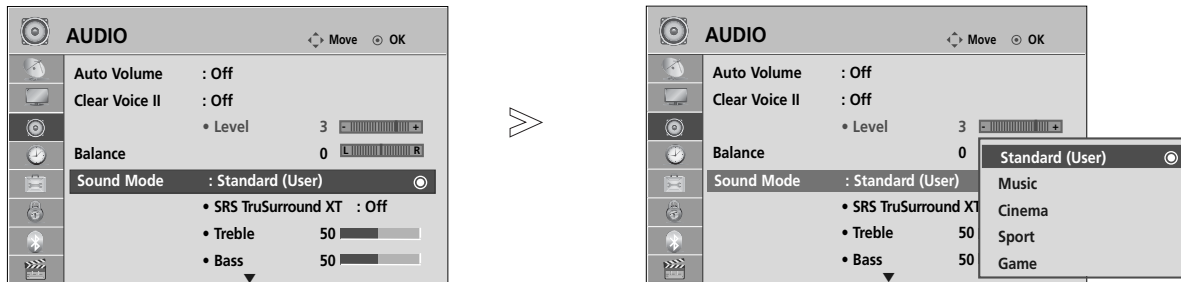 AUDIO
Move OK
Auto Volume : Off
Clear Voice II : Off
• Level 3 - +
Balance 0 L R
Sound Mode : Standard (User)
• SRS TruSurround XT : Off
• Treble 50
• Bass 50
>
AUDIO
Move OK
Auto Volume : Off
Clear Voice II : Off
• Level 3 - +
Balance 0
Sound Mode : Standard (User)
• SRS TruSurround XT
• Treble 50
• Bass 50
Standard (User)
Music
Cinema
Sport
Game